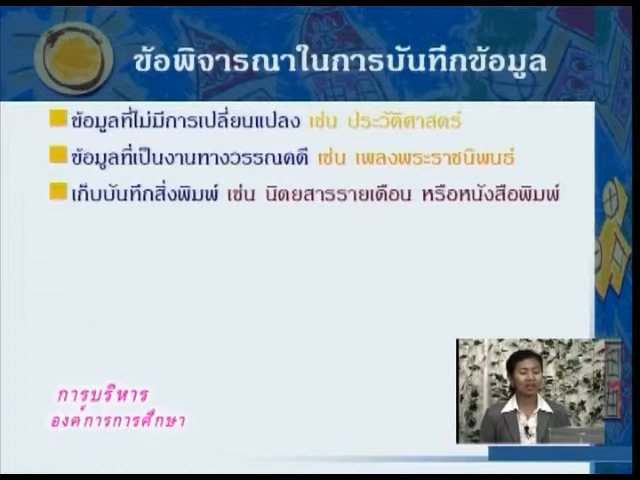 ข้อพิจารณาในการบันทึกข้อมูล
ข้อมูลที่ไม่มีการเปลี่ยนแปลง เช่น ประวัติศาสตร์
ข้อมูลที่เป็นงานทางวรรณคดี เช่น เพลงพระราชนิพนธ์
เก็บบันทึกสิ่งพิมพ์ เช่น นิตยสารรายเดือน หรือหนังสือพิมพ์
การบริหาร
องค์การการศึกษา